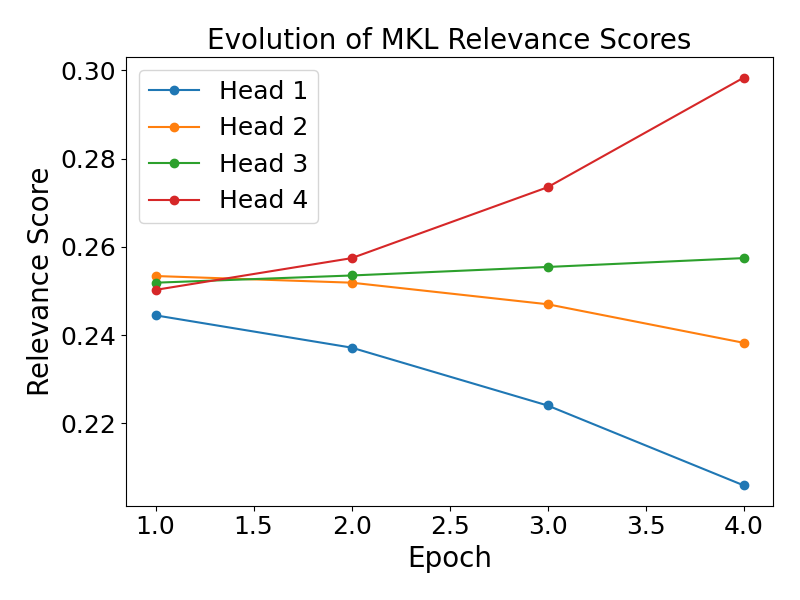 Evolution of MKL Relevance Scores
Relevance Score
0.30
0.28
0.26
0.24
0.22
Head 1
Head 2
Head 3
Head 4
1.0 1.5 2.0 2.5 3.0 3.5 4.0
Epoch